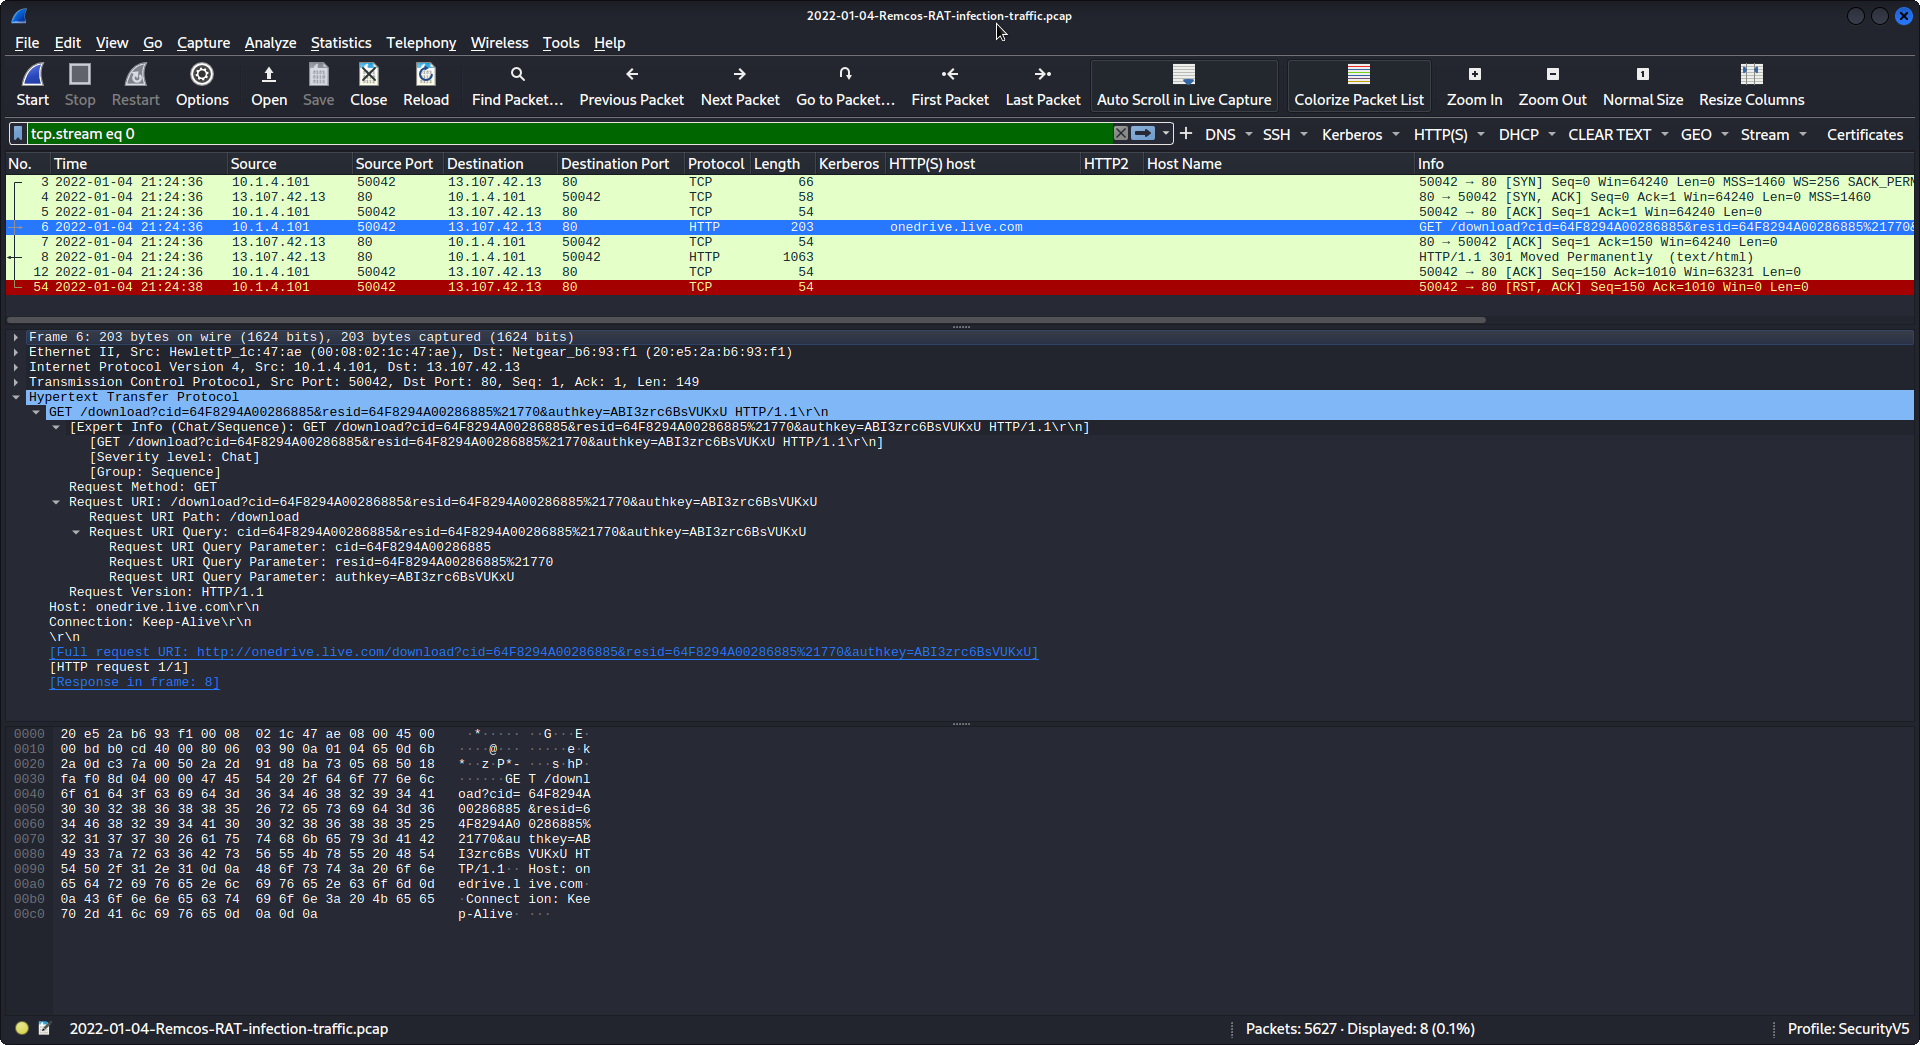 2022-01-04-Remcos-RAT-infection-traffic.pcap
File Edit View Go Capture Analyze Statistics Telephony Wireless Tools Help
Start Stop Restart Options Open Save Close Reload Find Packet... Previous Packet Next Packet Go to Packet... First Packet Last Packet Auto Scroll in Live Capture Colorize Packet List Zoom In Zoom Out Normal Size Resize Columns
tcp.stream eq 0 + DNS SSH Kerberos HTTP(S) DHCP CLEAR TEXT GEO Stream Certificates
No. Time Source Source Port Destination Destination Port Protocol Length Kerberos HTTP(S) host HTTP2 Host Name Info
3 2022-01-04 21:24:36 10.1.4.101 50042 13.107.42.13 80 TCP 66 50042 → 80 [SYN] Seq=0 Win=64240 Len=0 MSS=1460 WS=256 SACK_PERM
4 2022-01-04 21:24:36 13.107.42.13 80 10.1.4.101 50042 TCP 58 80 → 50042 [SYN, ACK] Seq=0 Ack=1 Win=64240 Len=0 MSS=1460
5 2022-01-04 21:24:36 10.1.4.101 50042 13.107.42.13 80 TCP 54 50042 → 80 [ACK] Seq=1 Ack=1 Win=64240 Len=0
6 2022-01-04 21:24:36 10.1.4.101 50042 13.107.42.13 80 HTTP 203 onedrive.live.com GET /download?cid=64F8294A00286885&resid=64F8294A00286885%21770&
7 2022-01-04 21:24:36 13.107.42.13 80 10.1.4.101 50042 TCP 54 80 → 50042 [ACK] Seq=1 Ack=150 Win=64240 Len=0
8 2022-01-04 21:24:36 13.107.42.13 80 10.1.4.101 50042 HTTP 1063 HTTP/1.1 301 Moved Permanently (text/html)
12 2022-01-04 21:24:36 10.1.4.101 50042 13.107.42.13 80 TCP 54 50042 → 80 [ACK] Seq=150 Ack=1010 Win=63231 Len=0
54 2022-01-04 21:24:38 10.1.4.101 50042 13.107.42.13 80 TCP 54 50042 → 80 [RST, ACK] Seq=150 Ack=1010 Win=0 Len=0
Frame 6: 203 bytes on wire (1624 bits), 203 bytes captured (1624 bits)
Ethernet II, Src: HewlettP_1c:47:ae (00:08:02:1c:47:ae), Dst: Netgear_b6:93:f1 (20:e5:2a:b6:93:f1)
Internet Protocol Version 4, Src: 10.1.4.101, Dst: 13.107.42.13
Transmission Control Protocol, Src Port: 50042, Dst Port: 80, Seq: 1, Ack: 1, Len: 149
Hypertext Transfer Protocol
GET /download?cid=64F8294A00286885&resid=64F8294A00286885%21770&authkey=ABI3zrc6BsVUKxU HTTP/1.1\r\n
[Expert Info (Chat/Sequence): GET /download?cid=64F8294A00286885&resid=64F8294A00286885%21770&authkey=ABI3zrc6BsVUKxU HTTP/1.1\r\n]
[GET /download?cid=64F8294A00286885&resid=64F8294A00286885%21770&authkey=ABI3zrc6BsVUKxU HTTP/1.1\r\n]
[Severity level: Chat]
[Group: Sequence]
Request Method: GET
Request URI: /download?cid=64F8294A00286885&resid=64F8294A00286885%21770&authkey=ABI3zrc6BsVUKxU
Request URI Path: /download
Request URI Query: cid=64F8294A00286885&resid=64F8294A00286885%21770&authkey=ABI3zrc6BsVUKxU
Request URI Query Parameter: cid=64F8294A00286885
Request URI Query Parameter: resid=64F8294A00286885%21770
Request URI Query Parameter: authkey=ABI3zrc6BsVUKxU
Request Version: HTTP/1.1
Host: onedrive.live.com\r\n
Connection: Keep-Alive\r\n
\r\n
[Full request URI: http://onedrive.live.com/download?cid=64F8294A00286885&resid=64F8294A00286885%21770&authkey=ABI3zrc6BsVUKxU]
[HTTP request 1/1]
[Response in frame: 8]
0000 20 e5 2a b6 93 f1 00 08 02 1c 47 ae 08 00 45 00 ·*····· ··G···E·
0010 00 bd b0 cd 40 00 80 06 03 90 0a 01 04 65 0d 6b ····@··· ·····e·k
0020 2a 0d c3 7a 00 50 2a 2d 91 d8 ba 73 05 68 50 18 *··z·P*- ···s·hP·
0030 fa f0 8d 04 00 00 47 45 54 20 2f 64 6f 77 6e 6c ······GE T /downl
0040 6f 61 64 3f 63 69 64 3d 36 34 46 38 32 39 34 41 oad?cid= 64F8294A
0050 30 30 32 38 36 38 38 35 26 72 65 73 69 64 3d 36 00286885 &resid=6
0060 34 46 38 32 39 34 41 30 30 32 38 36 38 38 35 25 4F8294A0 0286885%
0070 32 31 37 37 30 26 61 75 74 68 6b 65 79 3d 41 42 21770&au thkey=AB
0080 49 33 7a 72 63 36 42 73 56 55 4b 78 55 20 48 54 I3zrc6Bs VUKxU HT
0090 54 50 2f 31 2e 31 0d 0a 48 6f 73 74 3a 20 6f 6e TP/1.1·· Host: on
00a0 65 64 72 69 76 65 2e 6c 69 76 65 2e 63 6f 6d 0d edrive.l ive.com·
00b0 0a 43 6f 6e 6e 65 63 74 69 6f 6e 3a 20 4b 65 65 ·Connect ion: Kee
00c0 70 2d 41 6c 69 76 65 0d 0a 0d 0a p-Alive· ···
2022-01-04-Remcos-RAT-infection-traffic.pcap Packets: 5627 · Displayed: 8 (0.1%) Profile: SecurityV5